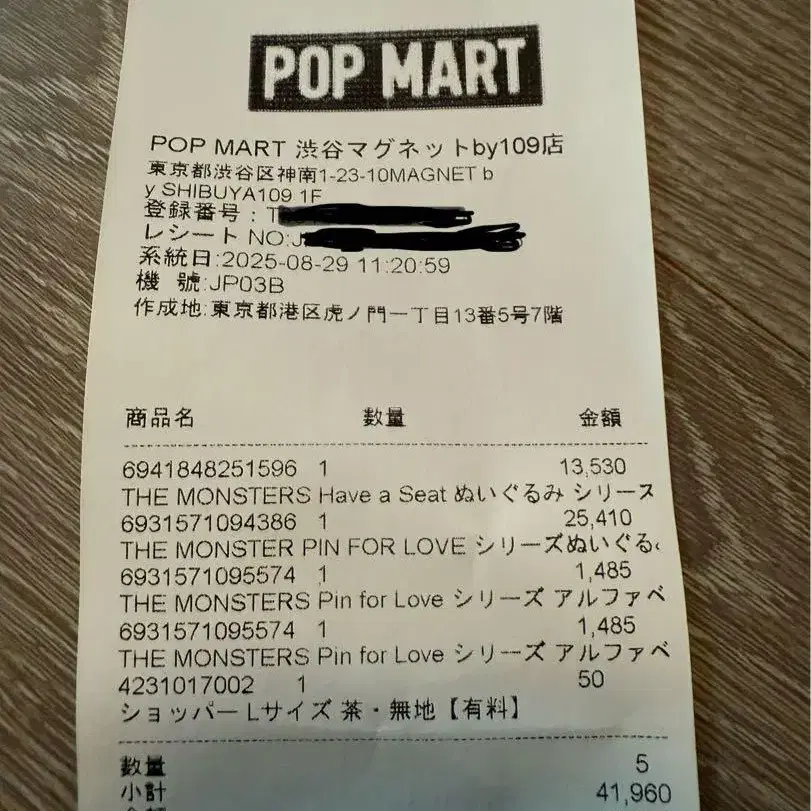 POP MART
POP MART 渋谷マグネットby109店
東京都渋谷区神南1-23-10MAGNET b
y SHIBUYA109 1F
登録番号：T
レシート NO:J
系統日:2025-08-29 11:20:59
機 號:JP03B
作成地:東京都港区虎ノ門一丁目13番5号7階
商品名 数量 金額
6941848251596 1 13,530
THE MONSTERS Have a Seat ぬいぐるみ シリース
6931571094386 1 25,410
THE MONSTER PIN FOR LOVE シリーズぬいぐる
6931571095574 1 1,485
THE MONSTERS Pin for Love シリーズ アルファベ
6931571095574 1 1,485
THE MONSTERS Pin for Love シリーズ アルファベ
4231017002 1 50
ショッパー Lサイズ 茶・無地【有料】
数量 5
小計 41,960